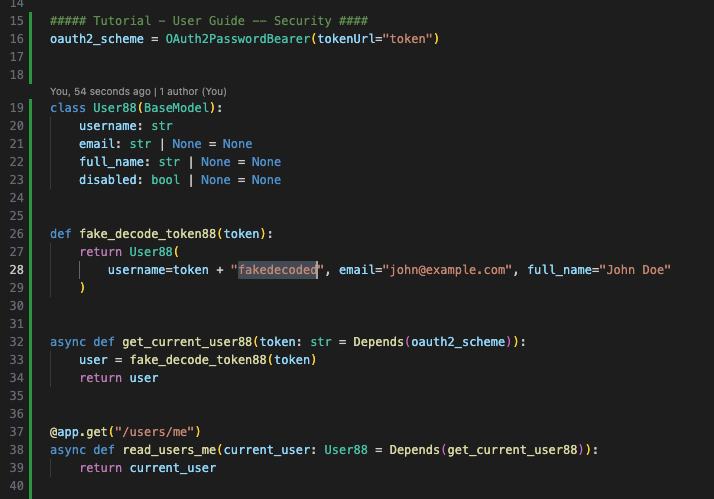 14
15 ##### Tutorial - User Guide -- Security ####
16 oauth2_scheme = OAuth2PasswordBearer(tokenUrl="token")
17
18
You, 54 seconds ago | 1 author (You)
19 class User88(BaseModel):
20     username: str
21     email: str | None = None
22     full_name: str | None = None
23     disabled: bool | None = None
24
25
26 def fake_decode_token88(token):
27     return User88(
28         username=token + "fakedecoded", email="john@example.com", full_name="John Doe"
29     )
30
31
32 async def get_current_user88(token: str = Depends(oauth2_scheme)):
33     user = fake_decode_token88(token)
34     return user
35
36
37 @app.get("/users/me")
38 async def read_users_me(current_user: User88 = Depends(get_current_user88)):
39     return current_user
40